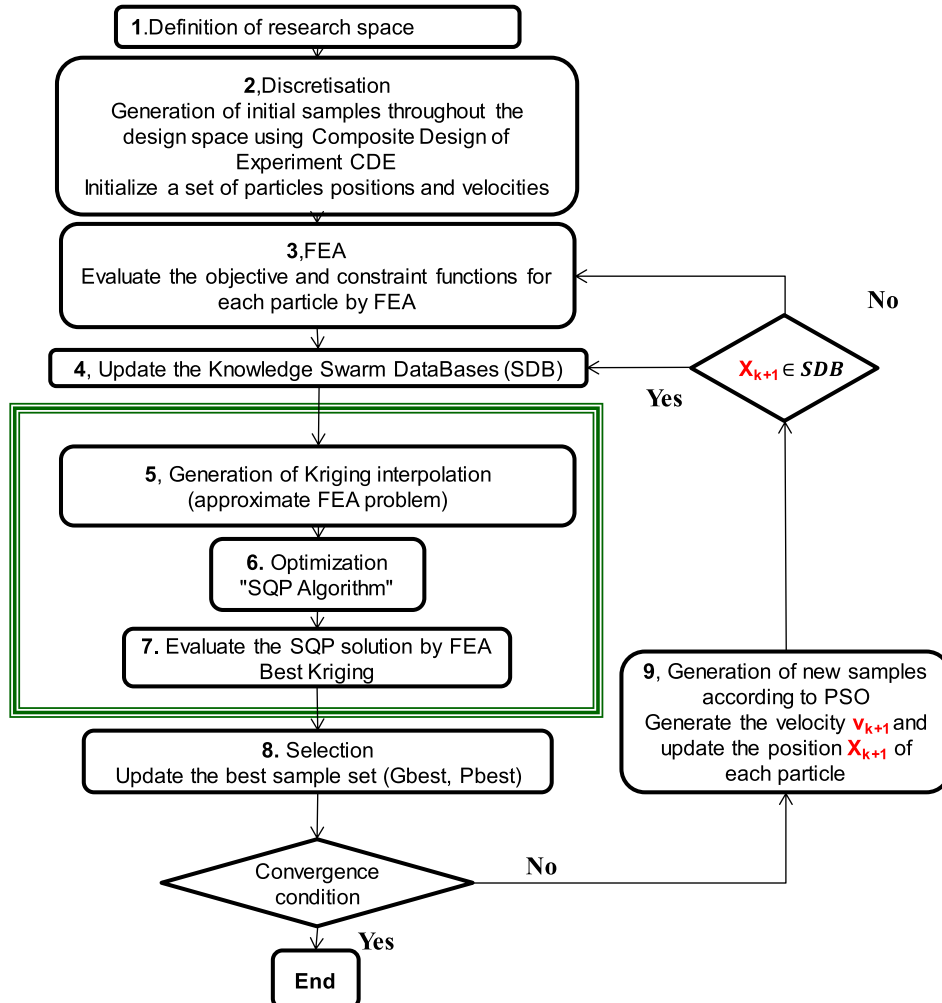 1.Definition of research space
2,Discretisation
Generation of initial samples throughout the
design space using Composite Design of
Experiment CDE
Initialize a set of particles positions and velocities
3,FEA
Evaluate the objective and constraint functions for
each particle by FEA
No
4, Update the Knowledge Swarm DataBases (SDB)
X_{k+1} ∈ SDB
Yes
5, Generation of Kriging interpolation
(approximate FEA problem)
6. Optimization
"SQP Algorithm"
7. Evaluate the SQP solution by FEA
Best Kriging
8. Selection
Update the best sample set (Gbest, Pbest)
9, Generation of new samples
according to PSO
Generate the velocity v_{k+1} and
update the position X_{k+1} of
each particle
Convergence
condition
No
Yes
End